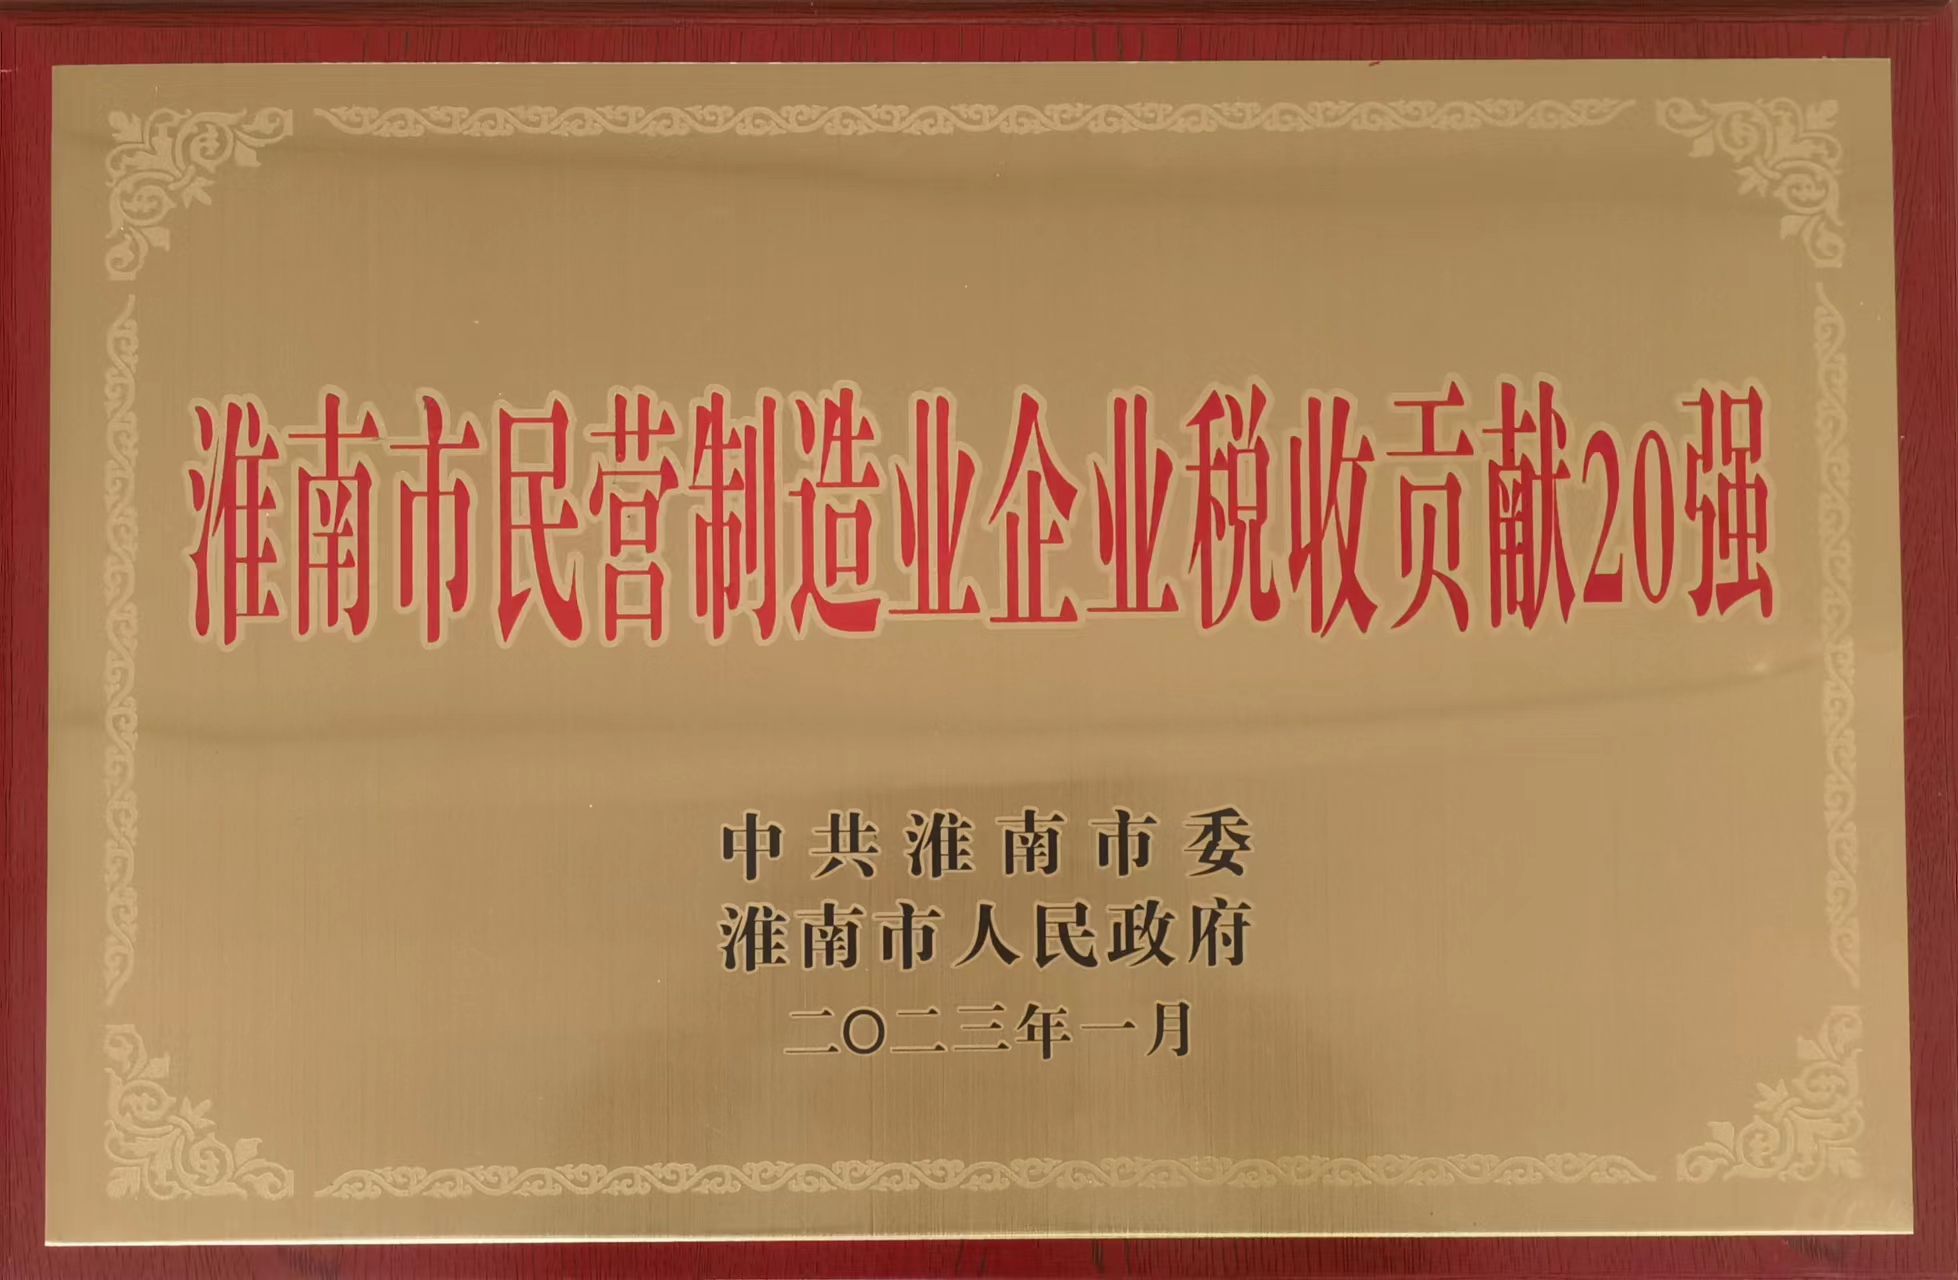 淮南市民营制造业企业税收贡献20强
中共淮南市委
淮南市人民政府
二〇二三年一月